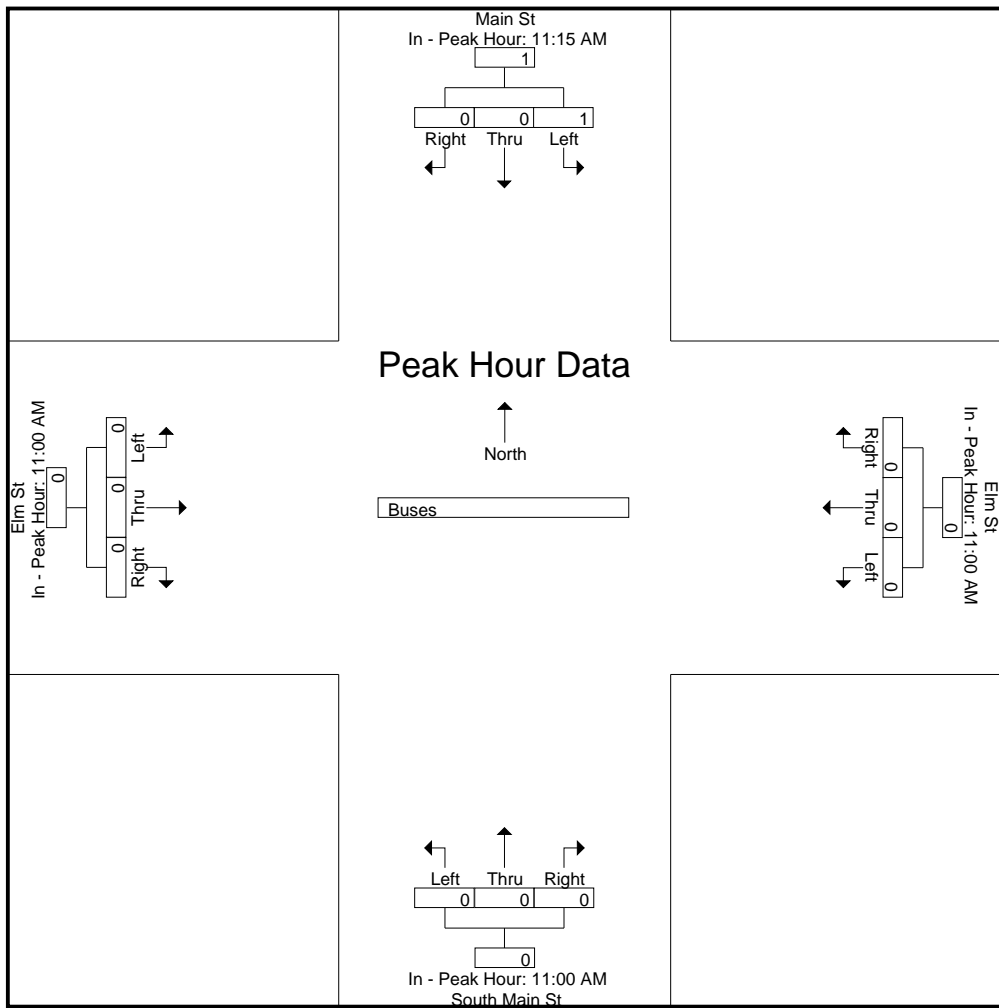 Main St
In - Peak Hour: 11:15 AM
1
0 0 1
Right Thru Left
Peak Hour Data
North
Buses
Elm St
In - Peak Hour: 11:00 AM
0
0 0 0
Left Thru Right
Elm St
In - Peak Hour: 11:00 AM
0
0 0 0
Right Thru Left
Left Thru Right
0 0 0
0
In - Peak Hour: 11:00 AM
South Main St